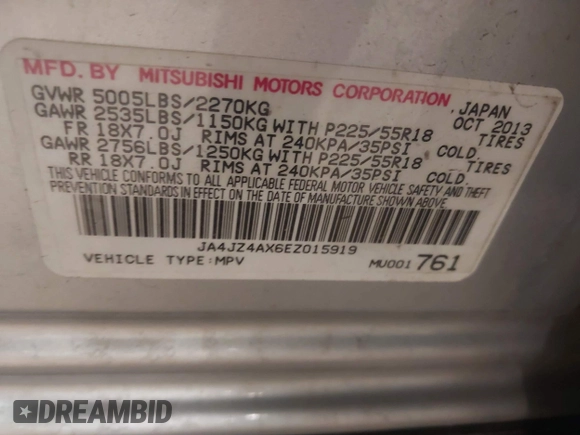 MFD. BY MITSUBISHI MOTORS CORPORATION. JAPAN
GVWR 5005LBS/2270KG OCT 2013
GAWR 2535LBS/1150KG WITH P225/55R18 TIRES
FR 18X7.0J RIMS AT 240KPA/35PSI COLD.
GAWR 2756LBS/1250KG WITH P225/55R18 TIRES
RR 18X7.0J RIMS AT 240KPA/35PSI COLD.
THIS VEHICLE CONFORMS TO ALL APPLICABLE FEDERAL MOTOR VEHICLE SAFETY AND THEFT
PREVENTION STANDARDS IN EFFECT ON THE DATE OF MANUFACTURE SHOWN ABOVE.
JA4JZ4AX6EZ015919
VEHICLE TYPE:MPV MU001761
DREAMBID